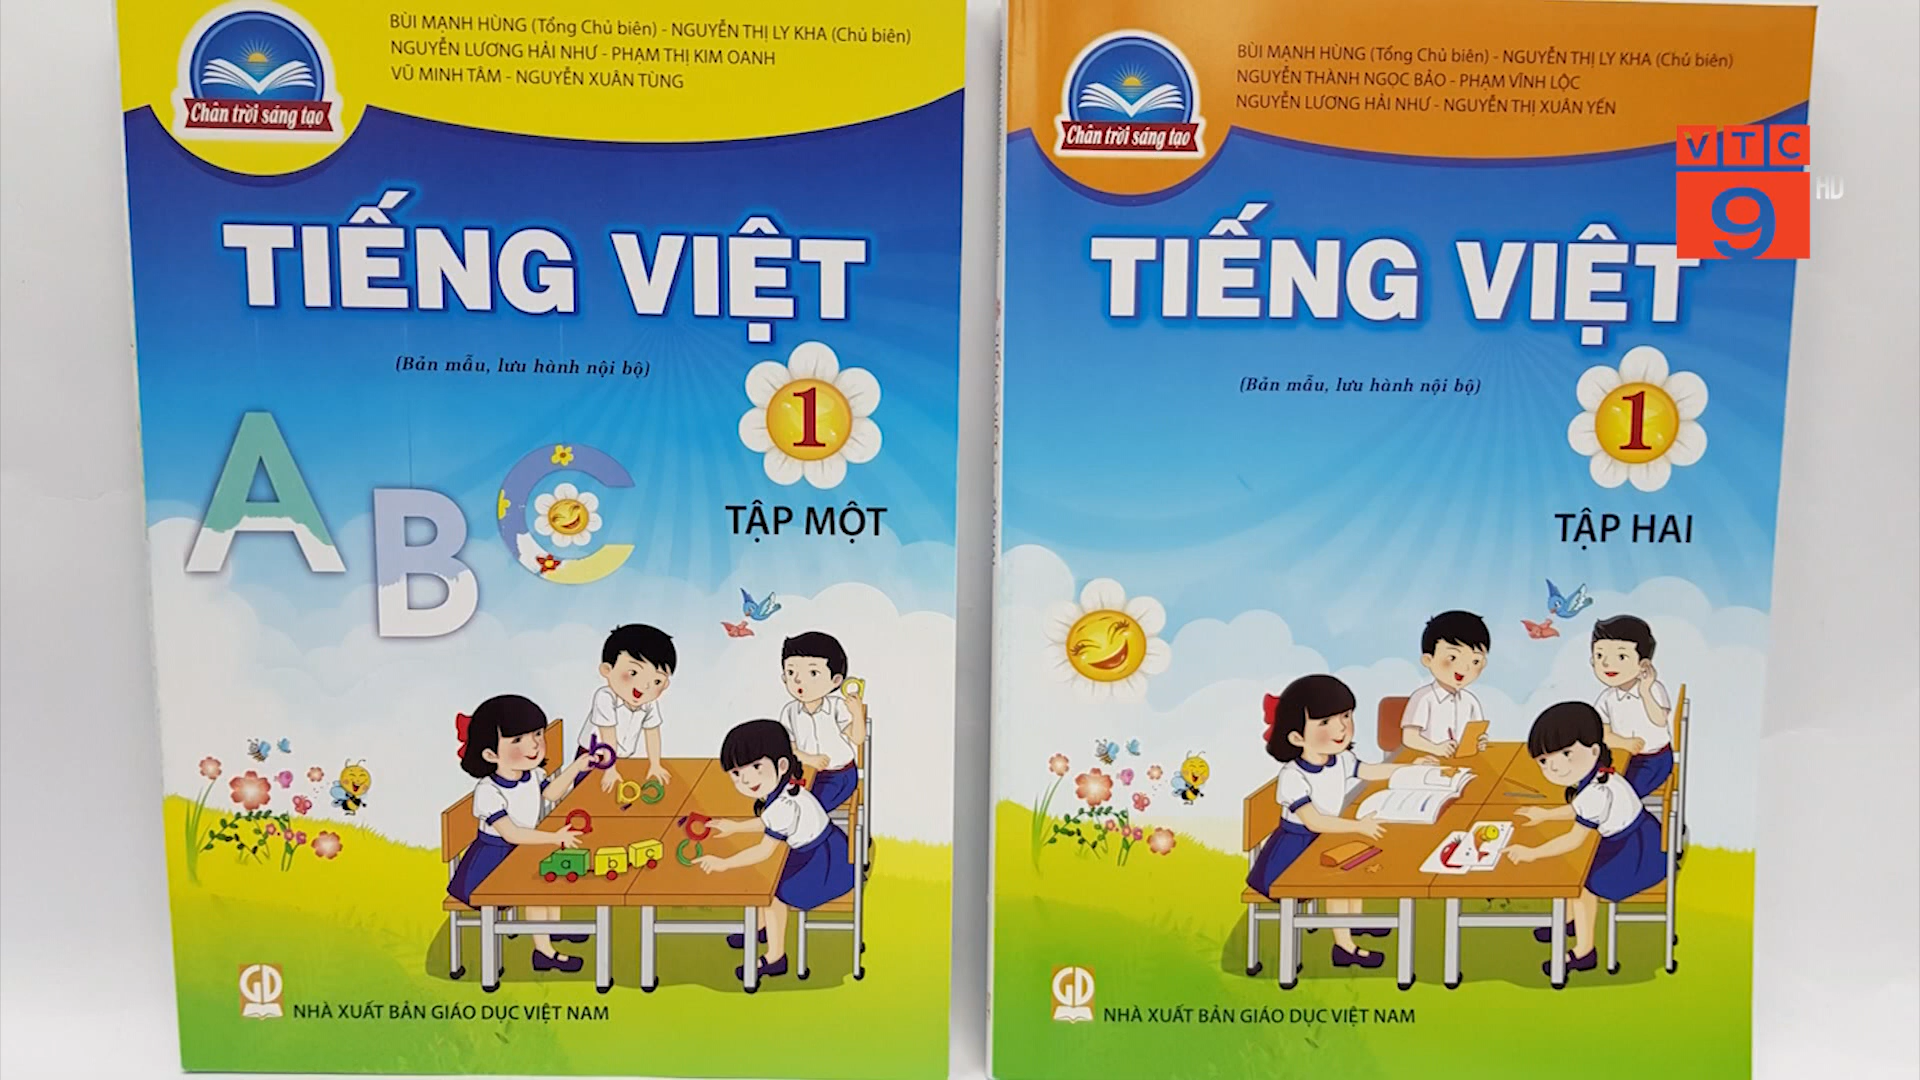 BÙI MẠNH HÙNG (Tổng Chủ biên) - NGUYỄN THỊ LY KHA (Chủ biên)
NGUYỄN LƯƠNG HẢI NHƯ - PHẠM THỊ KIM OANH
VŨ MINH TÂM - NGUYỄN XUÂN TÙNG
Chân trời sáng tạo
TIẾNG VIỆT
(Bản mẫu, lưu hành nội bộ)
1
TẬP MỘT
A B C
b
a
a b c
GD
NHÀ XUẤT BẢN GIÁO DỤC VIỆT NAM
BÙI MẠNH HÙNG (Tổng Chủ biên) - NGUYỄN THỊ LY KHA (Chủ biên)
NGUYỄN THÀNH NGỌC BẢO - PHẠM VĨNH LỘC
NGUYỄN LƯƠNG HẢI NHƯ - NGUYỄN THỊ XUÂN YẾN
Chân trời sáng tạo
VTC
9
HD
TIẾNG VIỆT
(Bản mẫu, lưu hành nội bộ)
1
TẬP HAI
GD
NHÀ XUẤT BẢN GIÁO DỤC VIỆT NAM